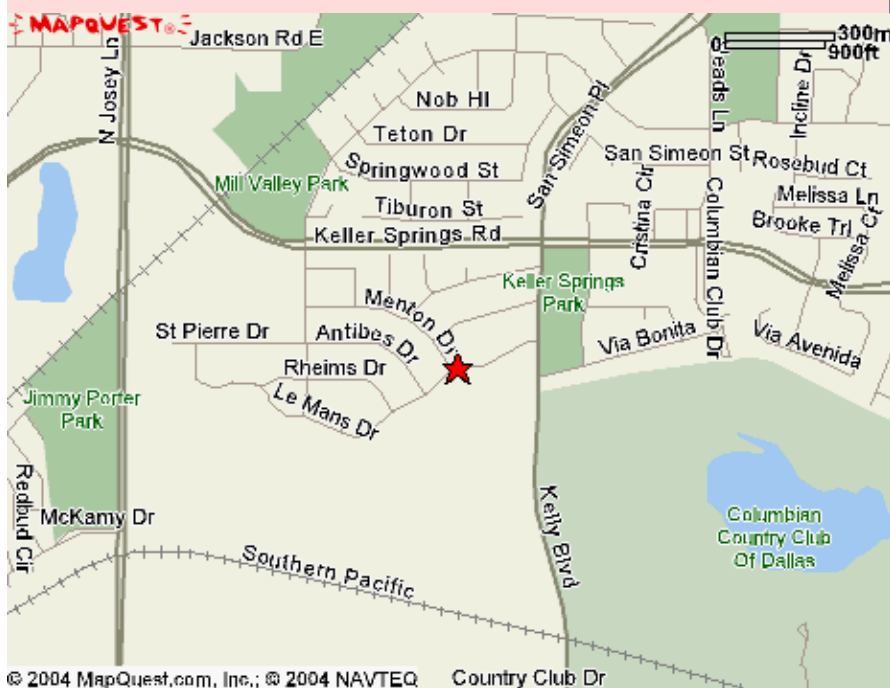 MAPQUEST
Jackson Rd E
N Josey Ln
300m
0
900ft
eads Ln
Incline Dr
Nob Hl
Teton Dr
Springwood St
San Simeon Pl
San Simeon St
Rosebud Ct
Mill Valley Park
Tiburon St
Cristina Cir
Columbian Club Dr
Melissa Ln
Brooke Trl
Melissa Ct
Keller Springs Rd
Keller Springs
Park
Menton Dr
St Pierre Dr
Antibes Dr
Via Bonita
Via Avenida
Rheims Dr
Jimmy Porter
Park
Le Mans Dr
Redbud Cir
McKamy Dr
Kelly Blvd
Columbian
Country Club
Of Dallas
Southern Pacific
© 2004 MapQuest.com, Inc.; © 2004 NAVTEQ
Country Club Dr